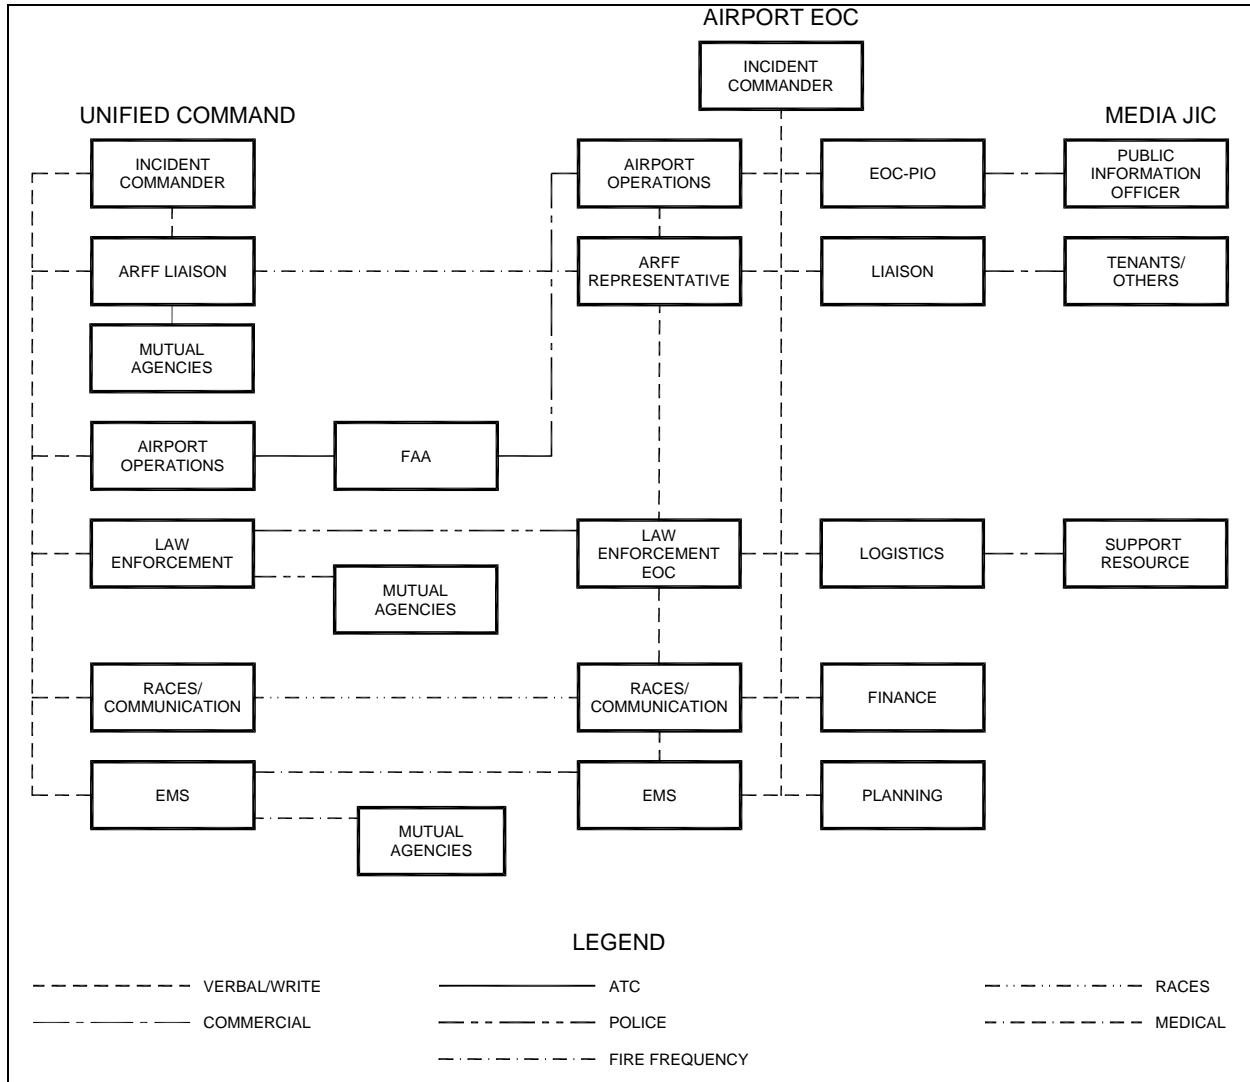 AIRPORT EOC
INCIDENT
COMMANDER
UNIFIED COMMAND
MEDIA JIC
INCIDENT
COMMANDER
AIRPORT
OPERATIONS
EOC-PIO
PUBLIC
INFORMATION
OFFICER
ARFF LIAISON
ARFF
REPRESENTATIVE
LIAISON
TENANTS/
OTHERS
MUTUAL
AGENCIES
AIRPORT
OPERATIONS
FAA
LAW
ENFORCEMENT
LAW
ENFORCEMENT
EOC
LOGISTICS
SUPPORT
RESOURCE
MUTUAL
AGENCIES
RACES/
COMMUNICATION
RACES/
COMMUNICATION
FINANCE
EMS
EMS
PLANNING
MUTUAL
AGENCIES
LEGEND
VERBAL/WRITE
ATC
RACES
COMMERCIAL
POLICE
MEDICAL
FIRE FREQUENCY